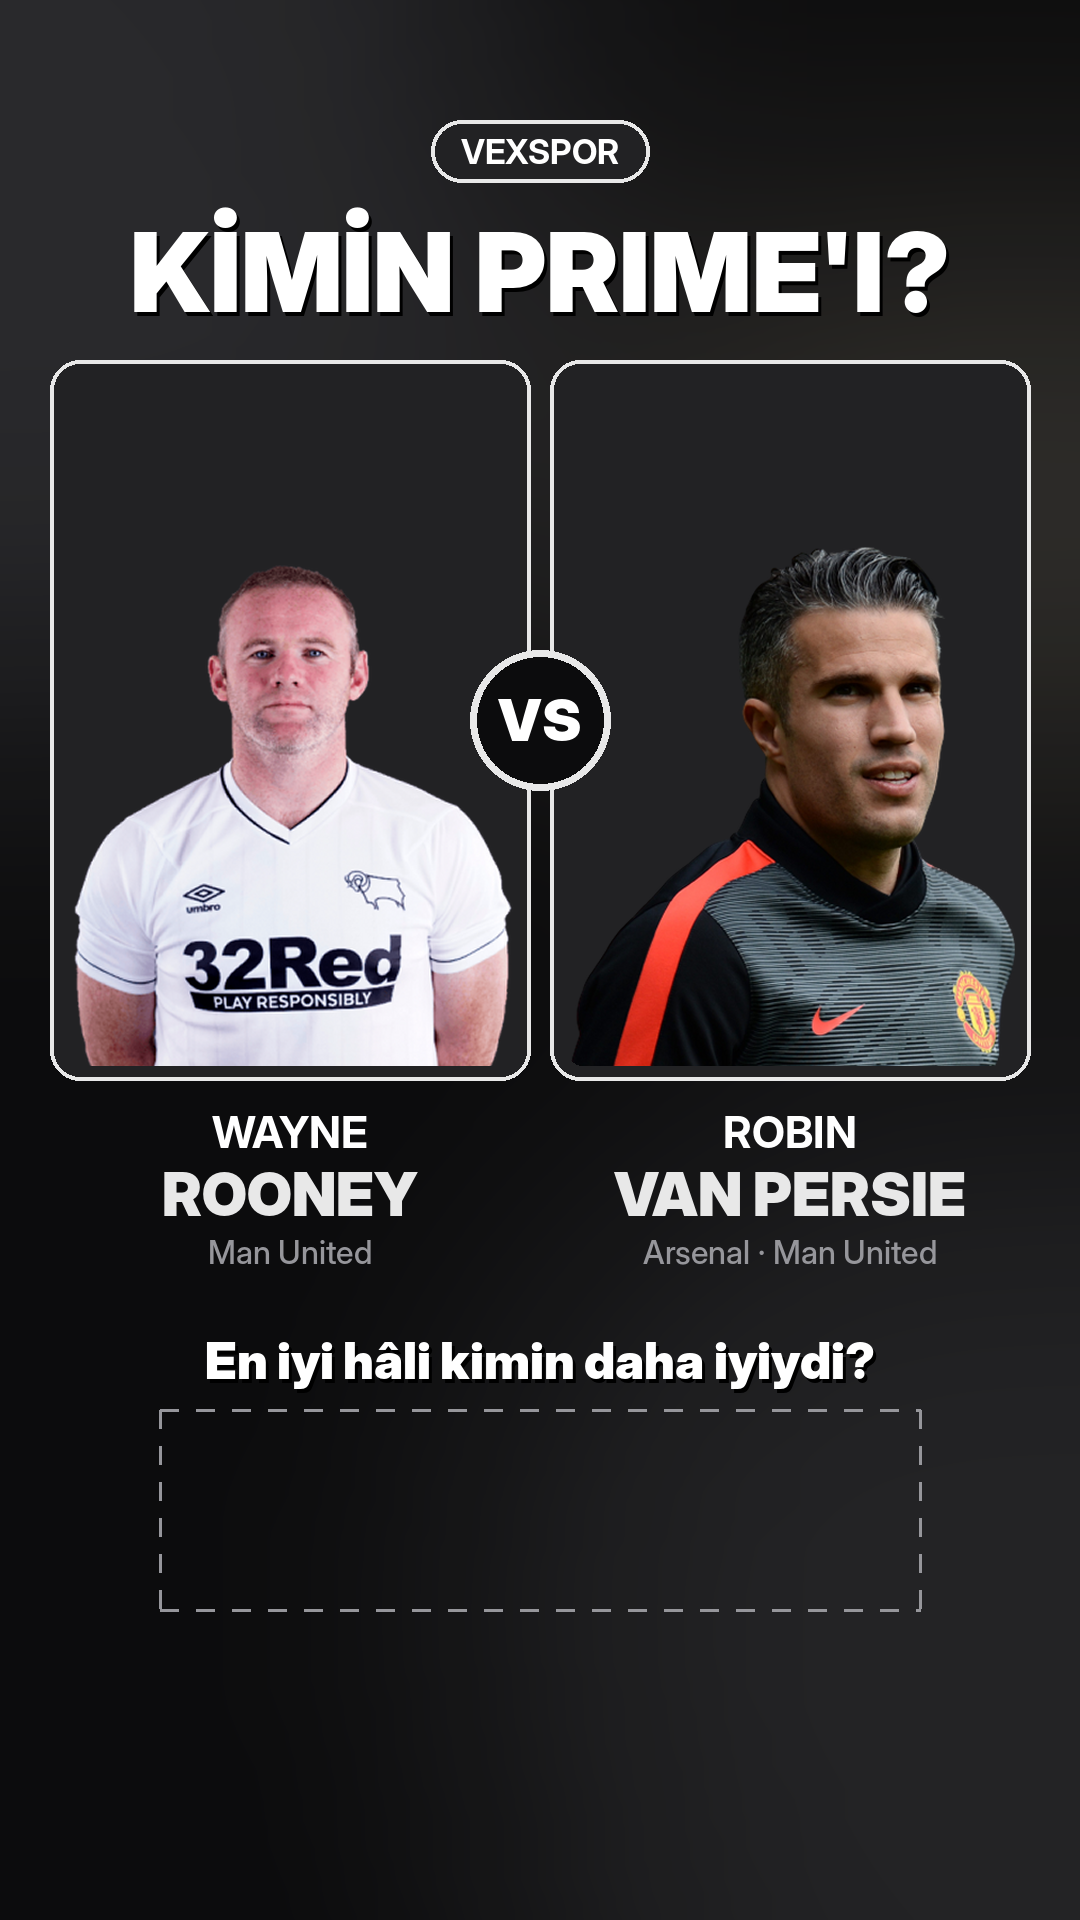 VEXSPOR
KİMİN PRIME'I?
VS
umbro
32Red
PLAY RESPONSIBLY
WAYNE
ROONEY
Man United
ROBIN
VAN PERSIE
Arsenal · Man United
En iyi hâli kimin daha iyiydi?